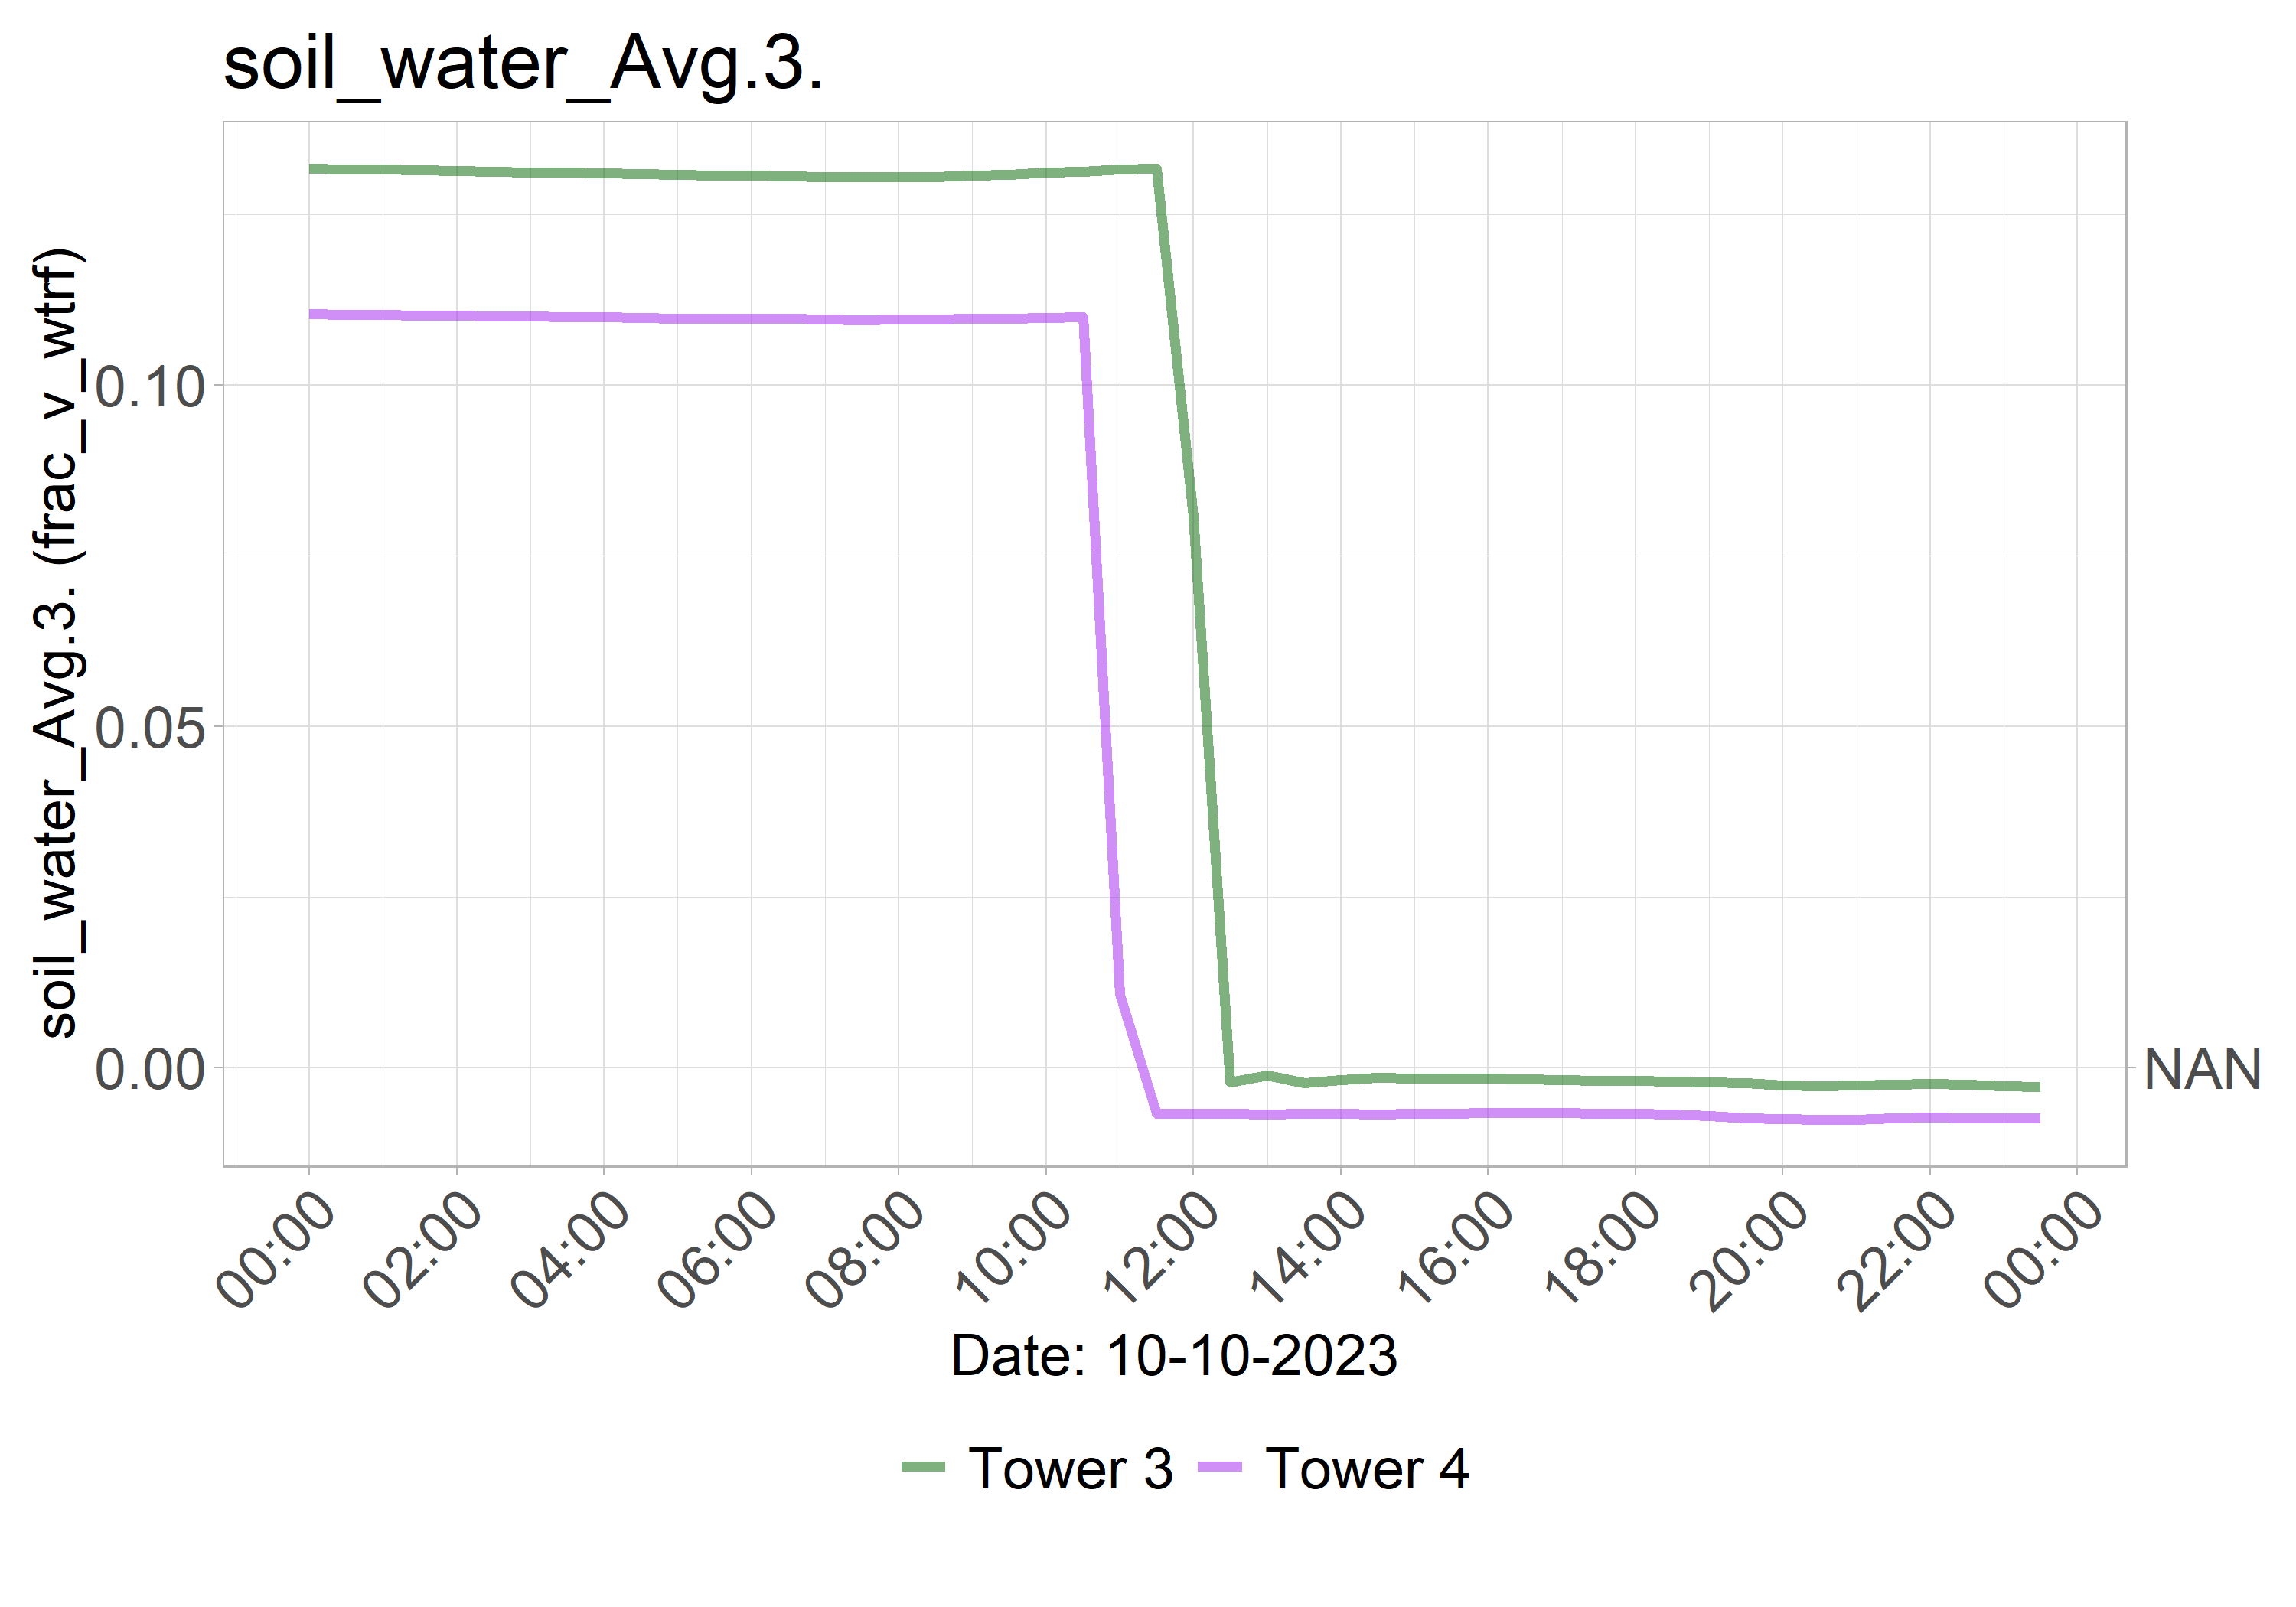 soil_water_Avg.3.
soil_water_Avg.3. (frac_v_wtrf)
0.10
0.05
0.00
NAN
00:00
02:00
04:00
06:00
08:00
10:00
12:00
14:00
16:00
18:00
20:00
22:00
00:00
Date: 10-10-2023
Tower 3
Tower 4